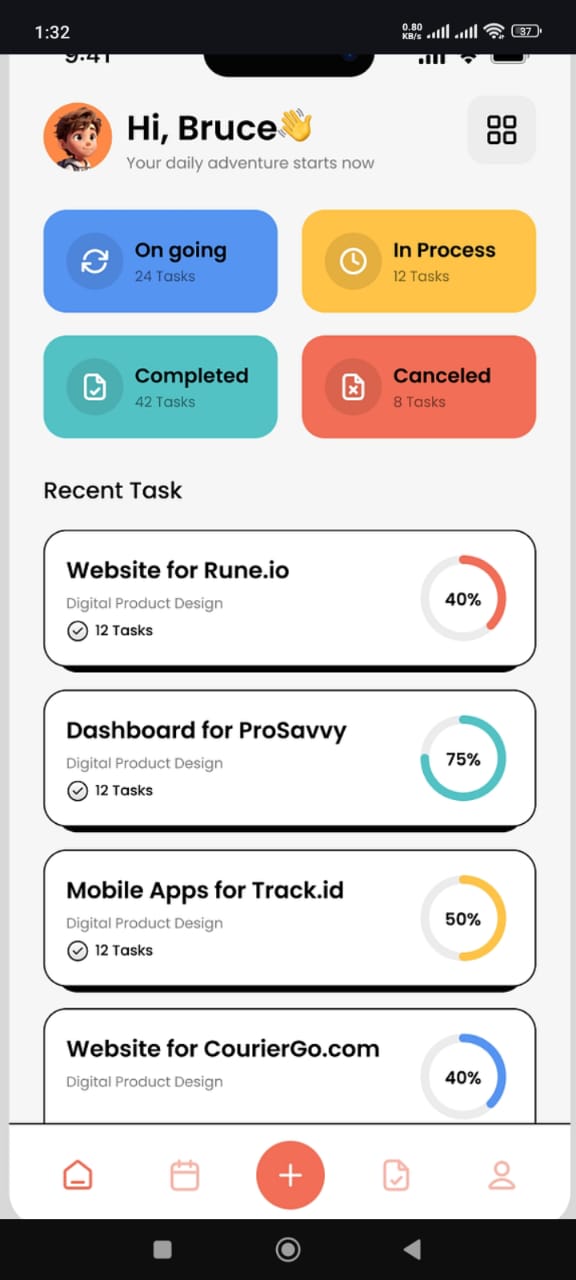 1:32
0.80
KB/s
37
9:41
Hi, Bruce👋
Your daily adventure starts now
On going
24 Tasks
In Process
12 Tasks
Completed
42 Tasks
Canceled
8 Tasks
Recent Task
Website for Rune.io
Digital Product Design
12 Tasks
40%
Dashboard for ProSavvy
Digital Product Design
12 Tasks
75%
Mobile Apps for Track.id
Digital Product Design
12 Tasks
50%
Website for CourierGo.com
Digital Product Design
40%